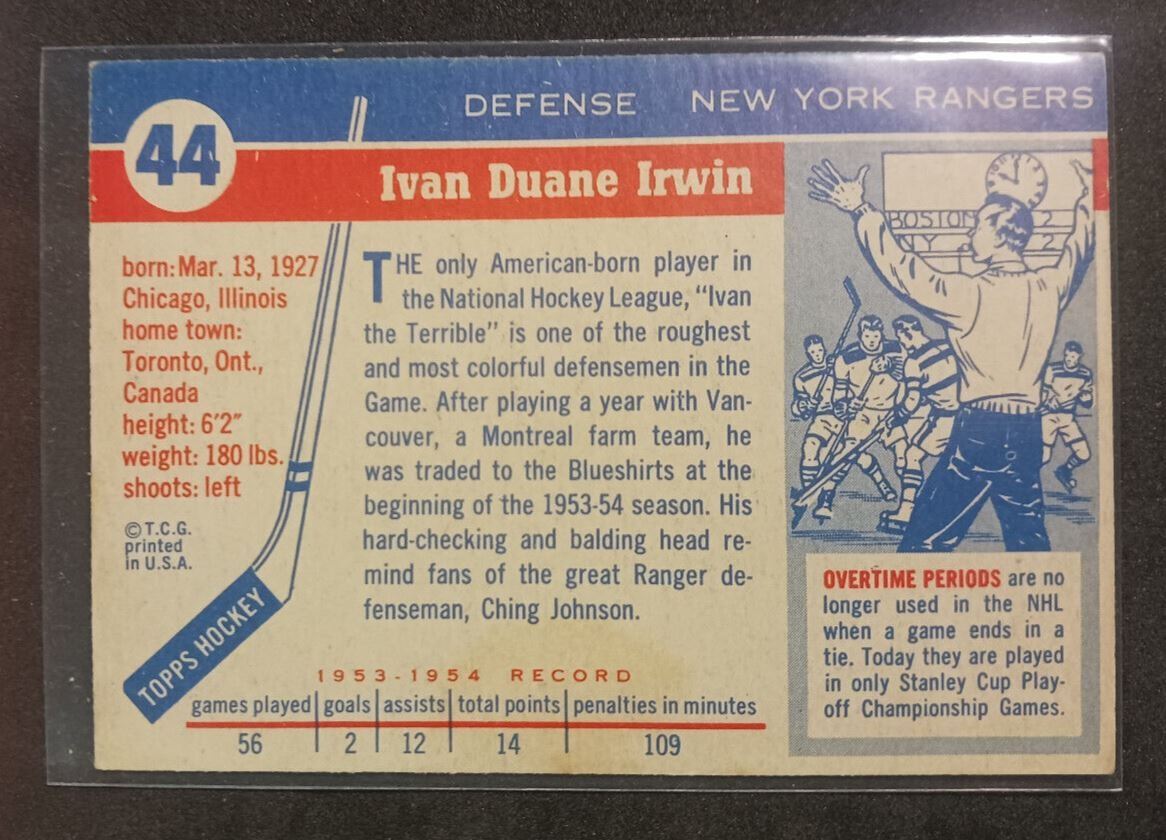 DEFENSE NEW YORK RANGERS
44
Ivan Duane Irwin
born: Mar. 13, 1927
Chicago, Illinois
home town:
Toronto, Ont.,
Canada
height: 6'2"
weight: 180 lbs.
shoots: left
© T.C.G.
printed
in U.S.A.
TOPPS HOCKEY
THE only American-born player in
the National Hockey League, "Ivan
the Terrible" is one of the roughest
and most colorful defensemen in the
Game. After playing a year with Van-
couver, a Montreal farm team, he
was traded to the Blueshirts at the
beginning of the 1953-54 season. His
hard-checking and balding head re-
mind fans of the great Ranger de-
fenseman, Ching Johnson.
1953-1954 RECORD
games played goals assists total points penalties in minutes
56 2 12 14 109
BOSTON 2
2
OVERTIME PERIODS are no
longer used in the NHL
when a game ends in a
tie. Today they are played
in only Stanley Cup Play-
off Championship Games.